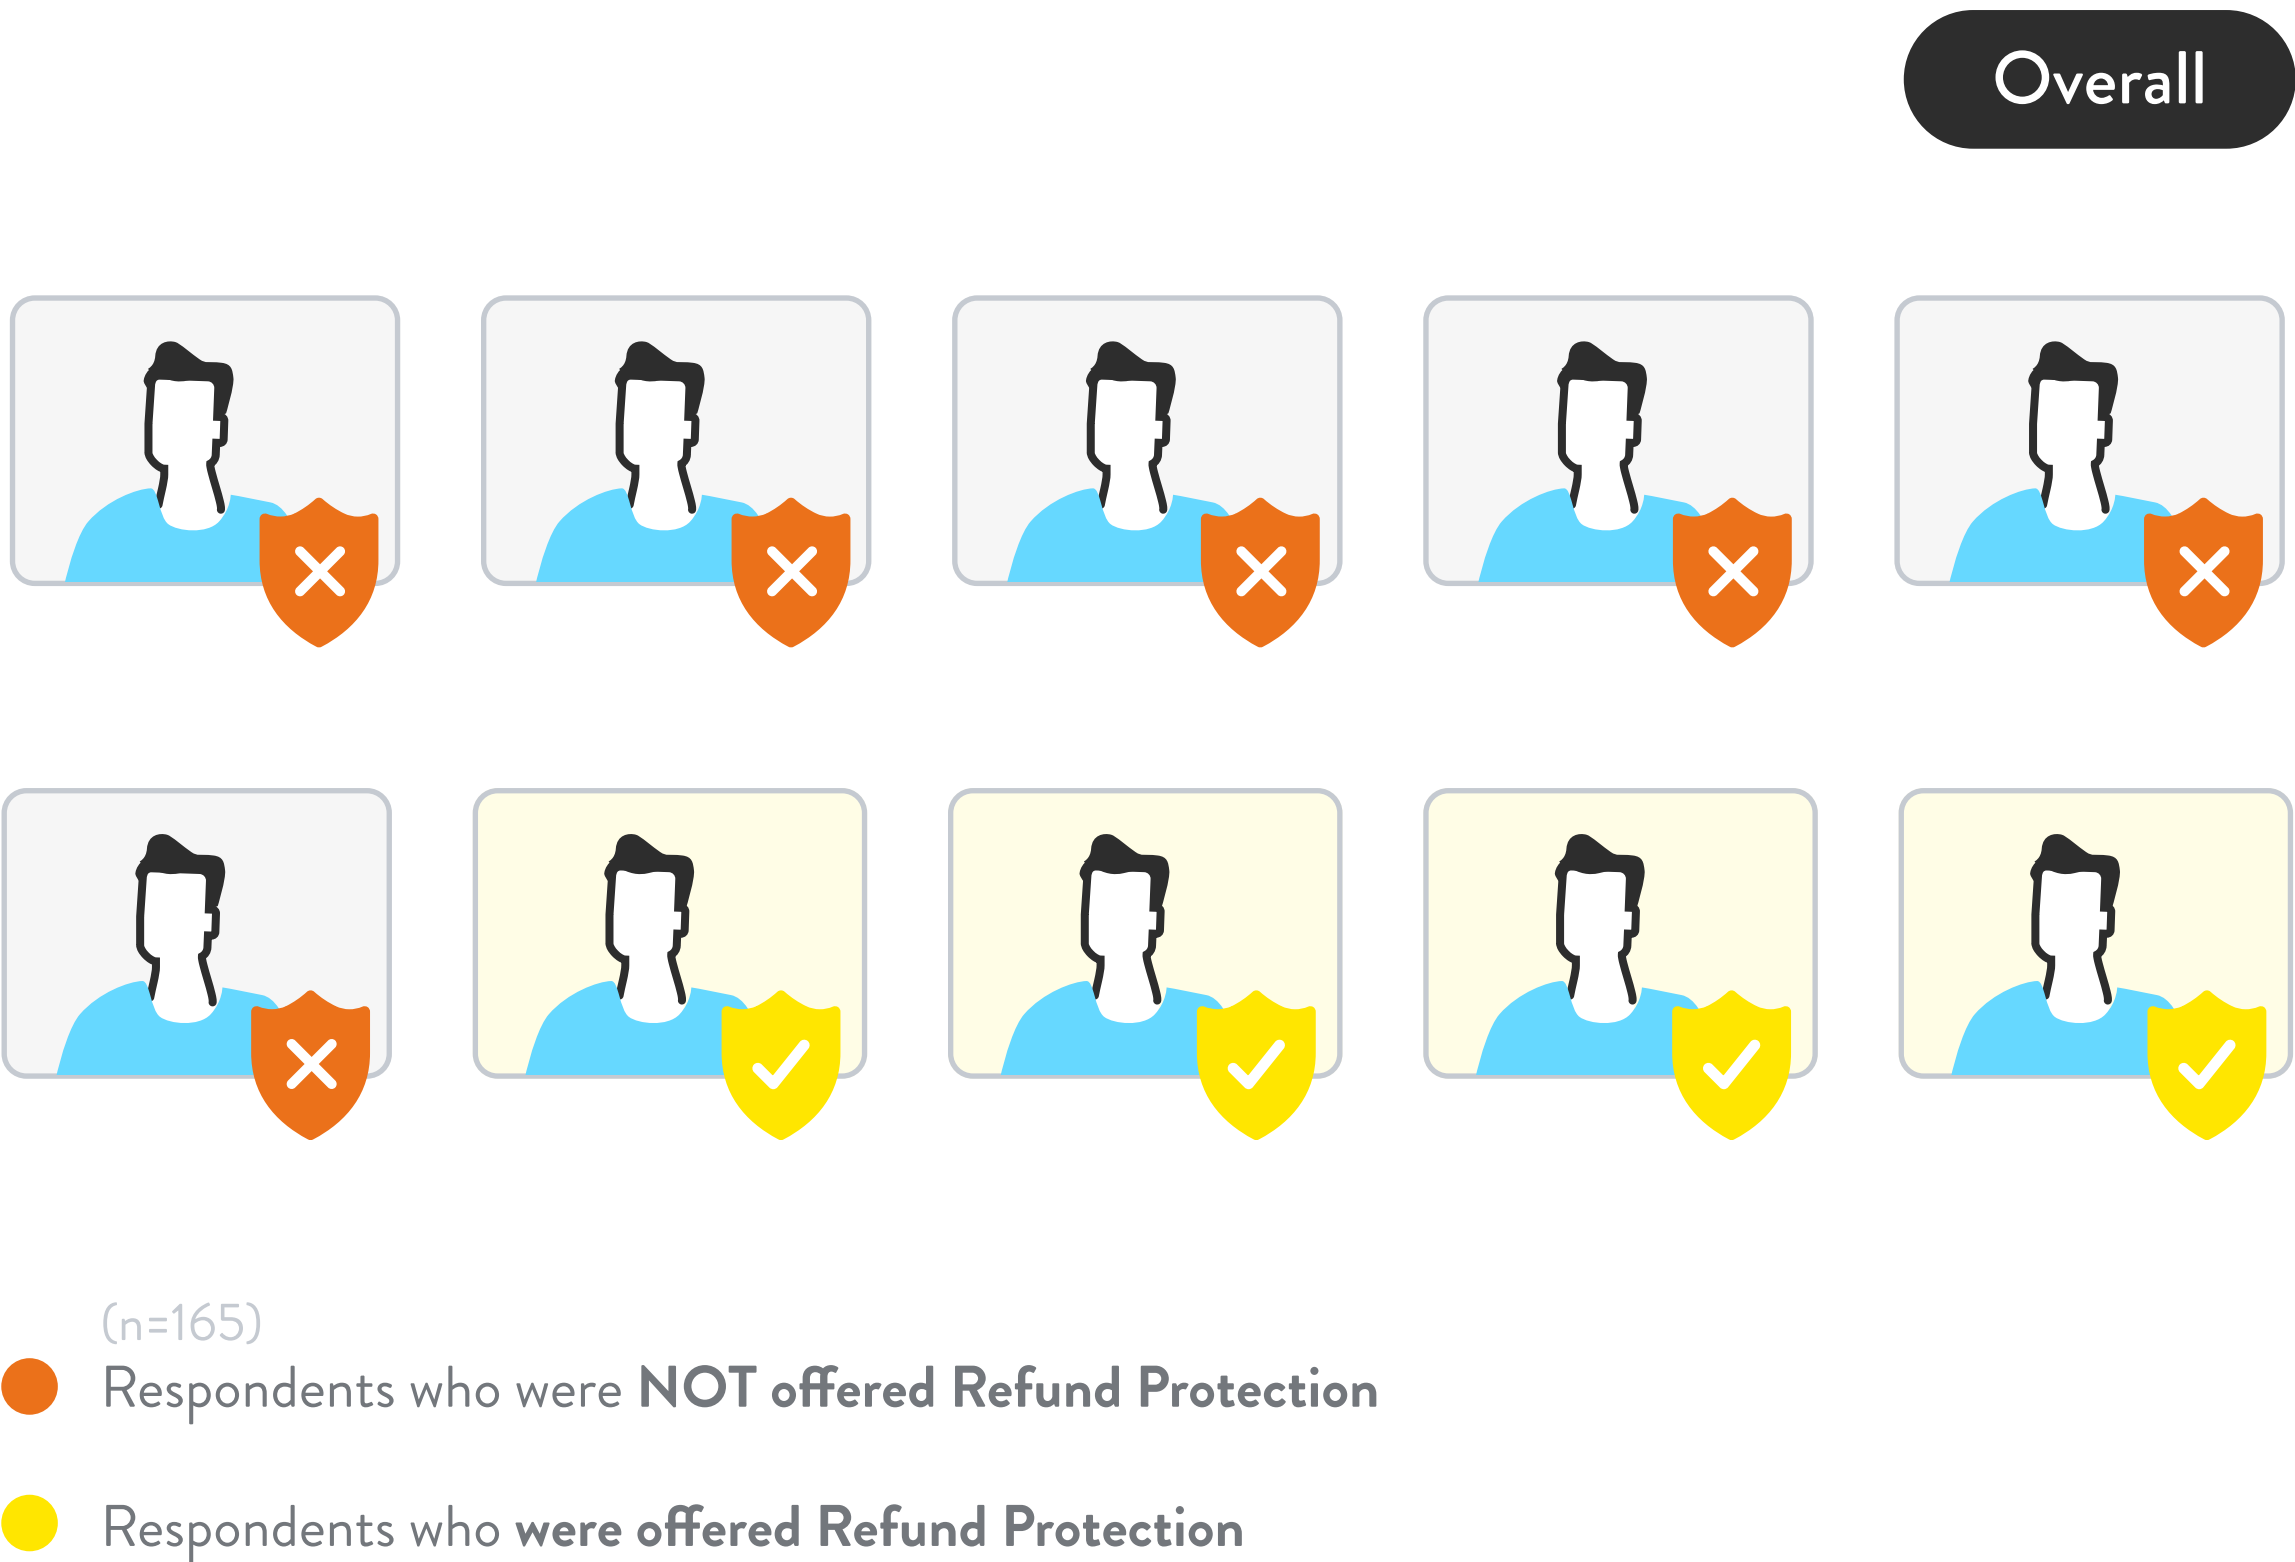 Overall
(n=165)
Respondents who were NOT offered Refund Protection
Respondents who were offered Refund Protection